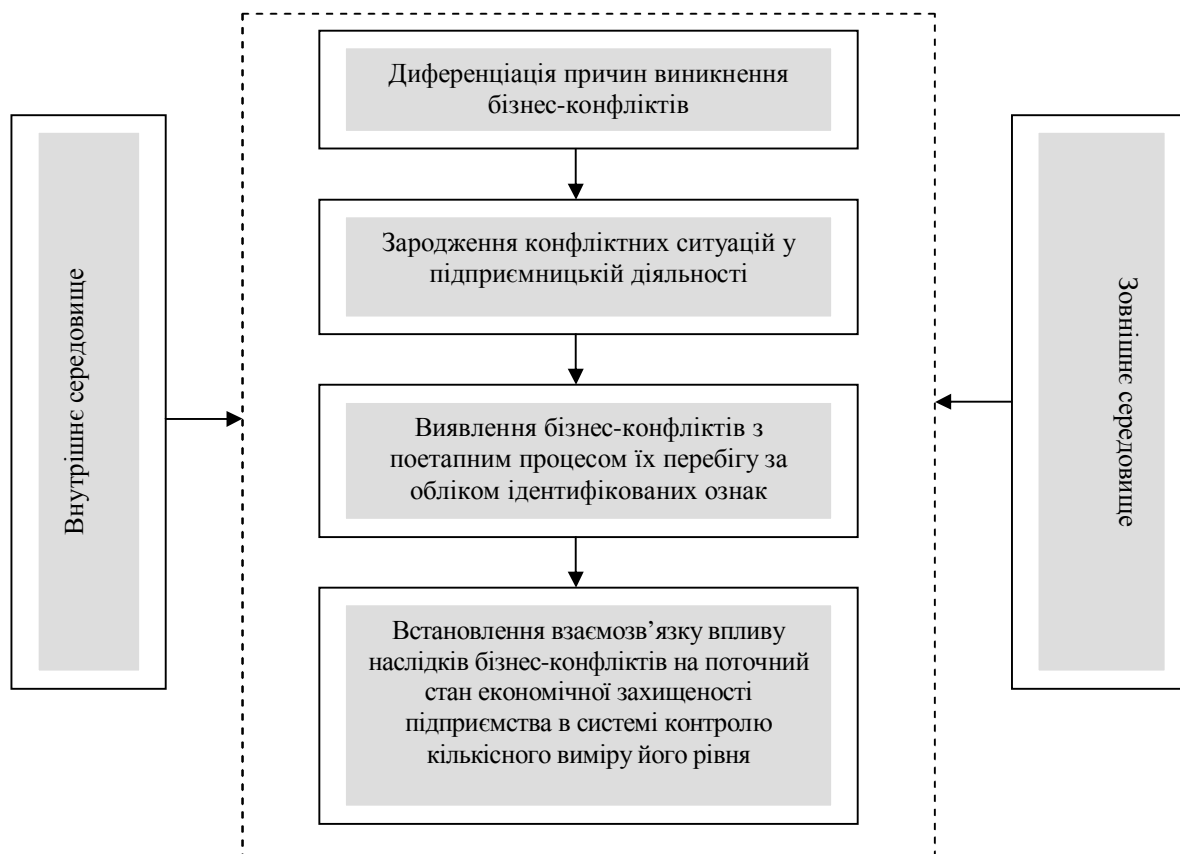 Диференціація причин виникнення
бізнес-конфліктів
Внутрішнє середовище
Зародження конфліктних ситуацій у
підприємницькій діяльності
Зовнішнє середовище
Виявлення бізнес-конфліктів з
поетапним процесом їх перебігу за
обліком ідентифікованих ознак
Встановлення взаємозв’язку впливу
наслідків бізнес-конфліктів на поточний
стан економічної захищеності
підприємства в системі контролю
кількісного виміру його рівня